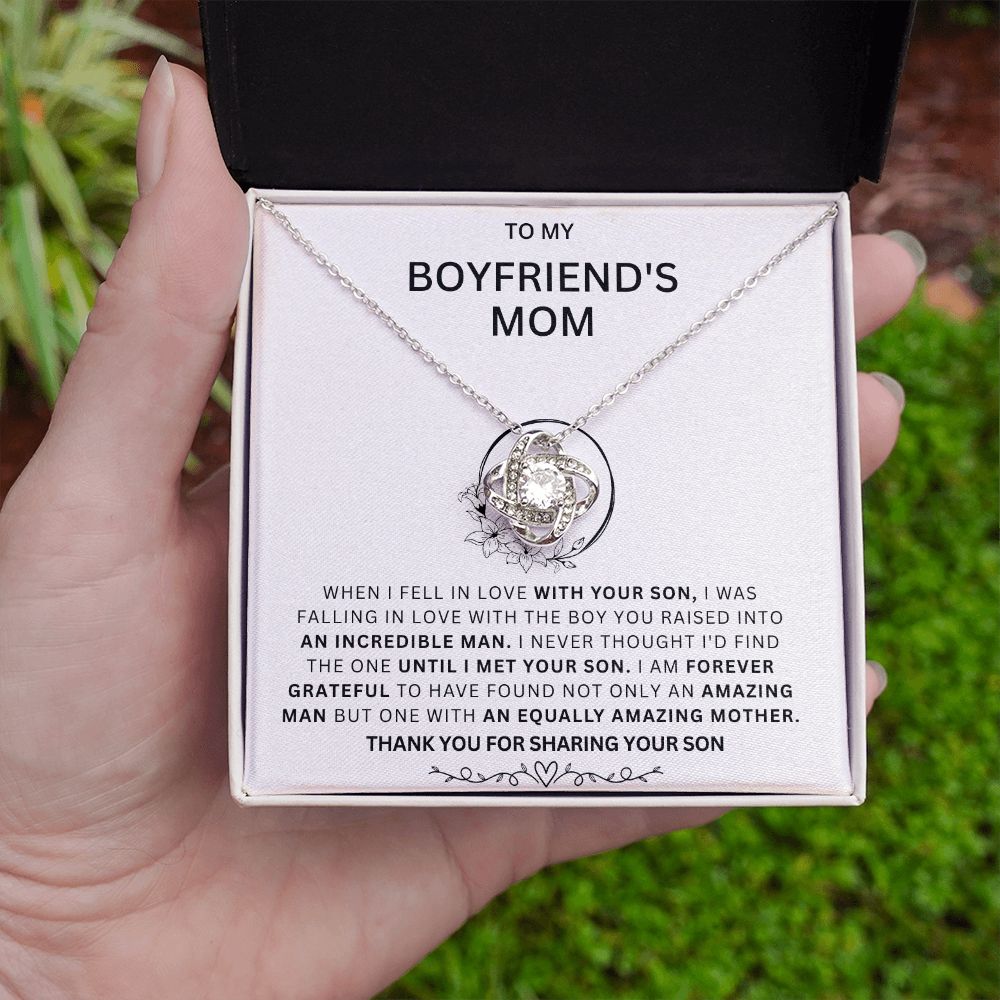 TO MY
BOYFRIEND'S
MOM
WHEN I FELL IN LOVE WITH YOUR SON, I WAS
FALLING IN LOVE WITH THE BOY YOU RAISED INTO
AN INCREDIBLE MAN. I NEVER THOUGHT I'D FIND
THE ONE UNTIL I MET YOUR SON. I AM FOREVER
GRATEFUL TO HAVE FOUND NOT ONLY AN AMAZING
MAN BUT ONE WITH AN EQUALLY AMAZING MOTHER.
THANK YOU FOR SHARING YOUR SON